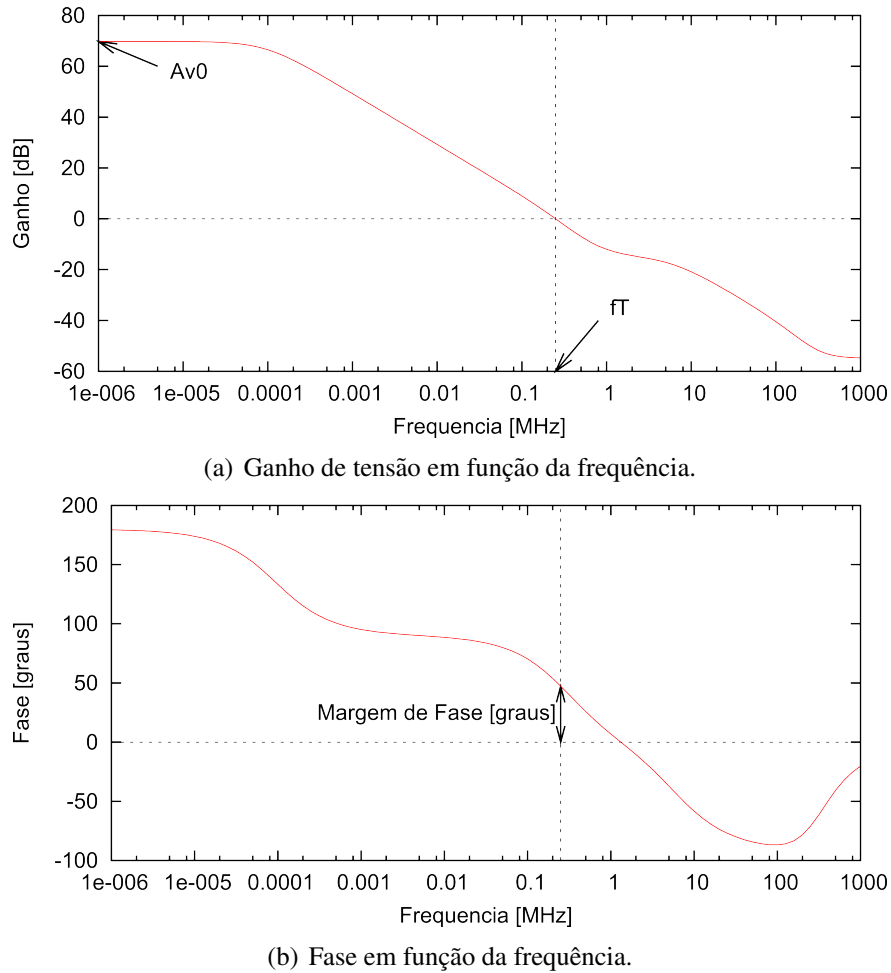 80
60
40
20
0
-20
-40
-60
Ganho [dB]
Av0
fT
1e-006 1e-005 0.0001 0.001 0.01 0.1 1 10 100 1000
Frequencia [MHz]
(a) Ganho de tensão em função da frequência.
200
150
100
50
0
-50
-100
Fase [graus]
Margem de Fase [graus]
1e-006 1e-005 0.0001 0.001 0.01 0.1 1 10 100 1000
Frequencia [MHz]
(b) Fase em função da frequência.